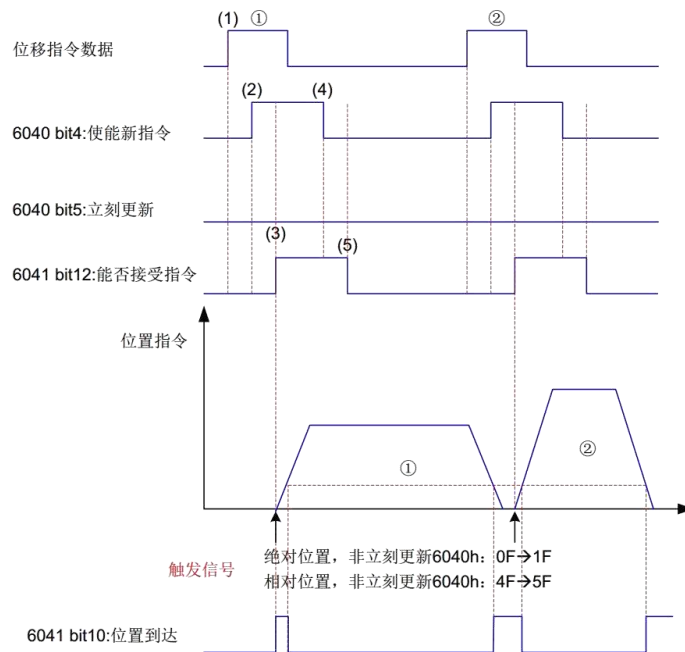 (1) ① ②
位移指令数据
(2) (4)
6040 bit4:使能新指令
6040 bit5:立刻更新
(3) (5)
6041 bit12:能否接受指令
位置指令
① ②
触发信号
绝对位置，非立刻更新6040h：0F→1F
相对位置，非立刻更新6040h：4F→5F
6041 bit10:位置到达